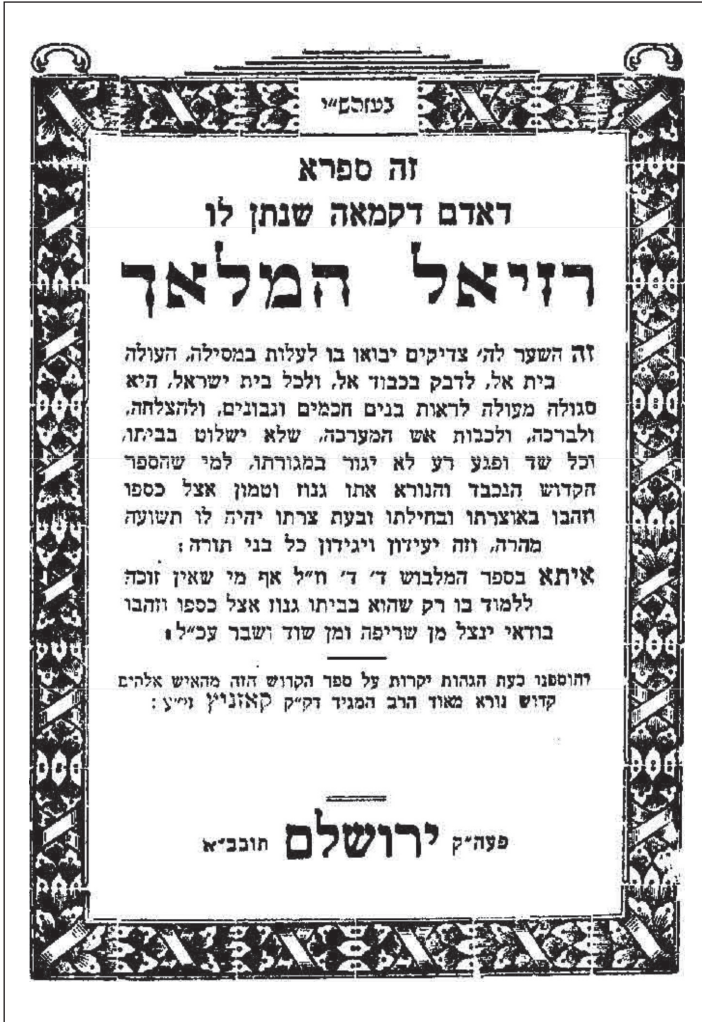 בעזהש״י
זה ספרא
דאדם דקמאה שנתן לו
רזיאל המלאך
זה השער לה׳ צדיקים יבואו בו לעלות במסילה, העולה
בית אל, לדבק בכבוד אל, ולכל בית ישראל, היא
סגולה מעולה לראות בנים חכמים ונבונים, ולהצלחה,
ולברכה, ולכבות אש המערכה, שלא ישלוט בביתו,
וכל שד ופגע רע לא יגור במגורתו, למי שהספר
הקדוש הנכבד והנורא אתו גנוז וטמון אצל כספו
וזהבו באוצרתו ובחילתו ובעת צרתו יהיה לו תשועה
מהרה, וזה יעידון ויגידון כל בני תורה:
איתא בספר המלבוש ד׳ ד׳ וז״ל אף מי שאין זוכה
ללמוד בו רק שהוא בביתו גנוז אצל כספו וזהבו
בודאי ינצל מן שריפה ומן שוד ושבר עכ״ל:
והוספנו כעת הגהות יקרות על ספר הקדוש הזה מהאיש אלהים
קדוש נורא מאוד הרב המגיד דק״ק קאזניץ זי״ע:
פעה״ק ירושלם תובב״א